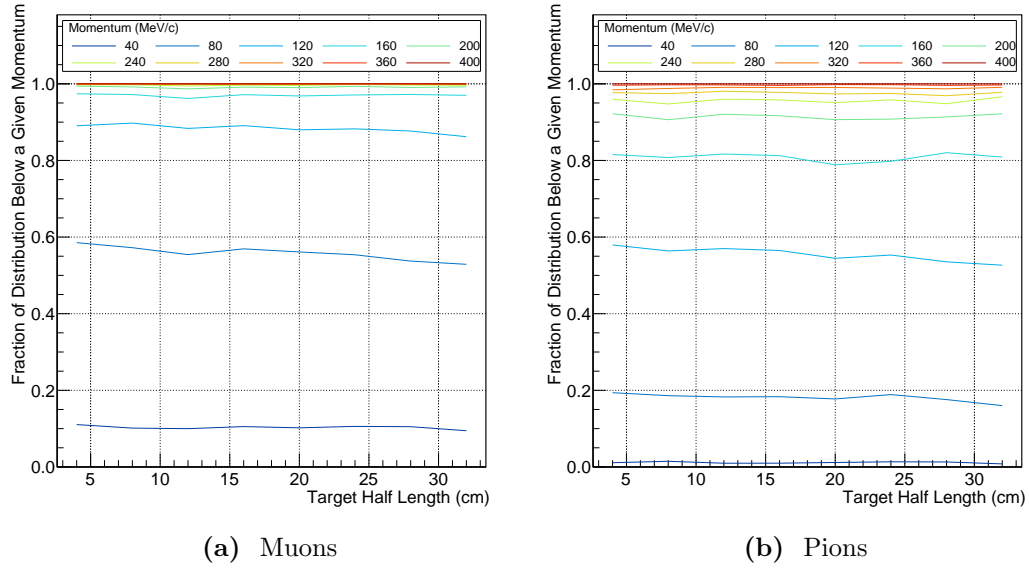 Momentum (MeV/c)
40 80 120 160 200
240 280 320 360 400
Fraction of Distribution Below a Given Momentum
1.0
0.8
0.6
0.4
0.2
0.0
5 10 15 20 25 30
Target Half Length (cm)
(a) Muons
Momentum (MeV/c)
40 80 120 160 200
240 280 320 360 400
Fraction of Distribution Below a Given Momentum
1.0
0.8
0.6
0.4
0.2
0.0
5 10 15 20 25 30
Target Half Length (cm)
(b) Pions